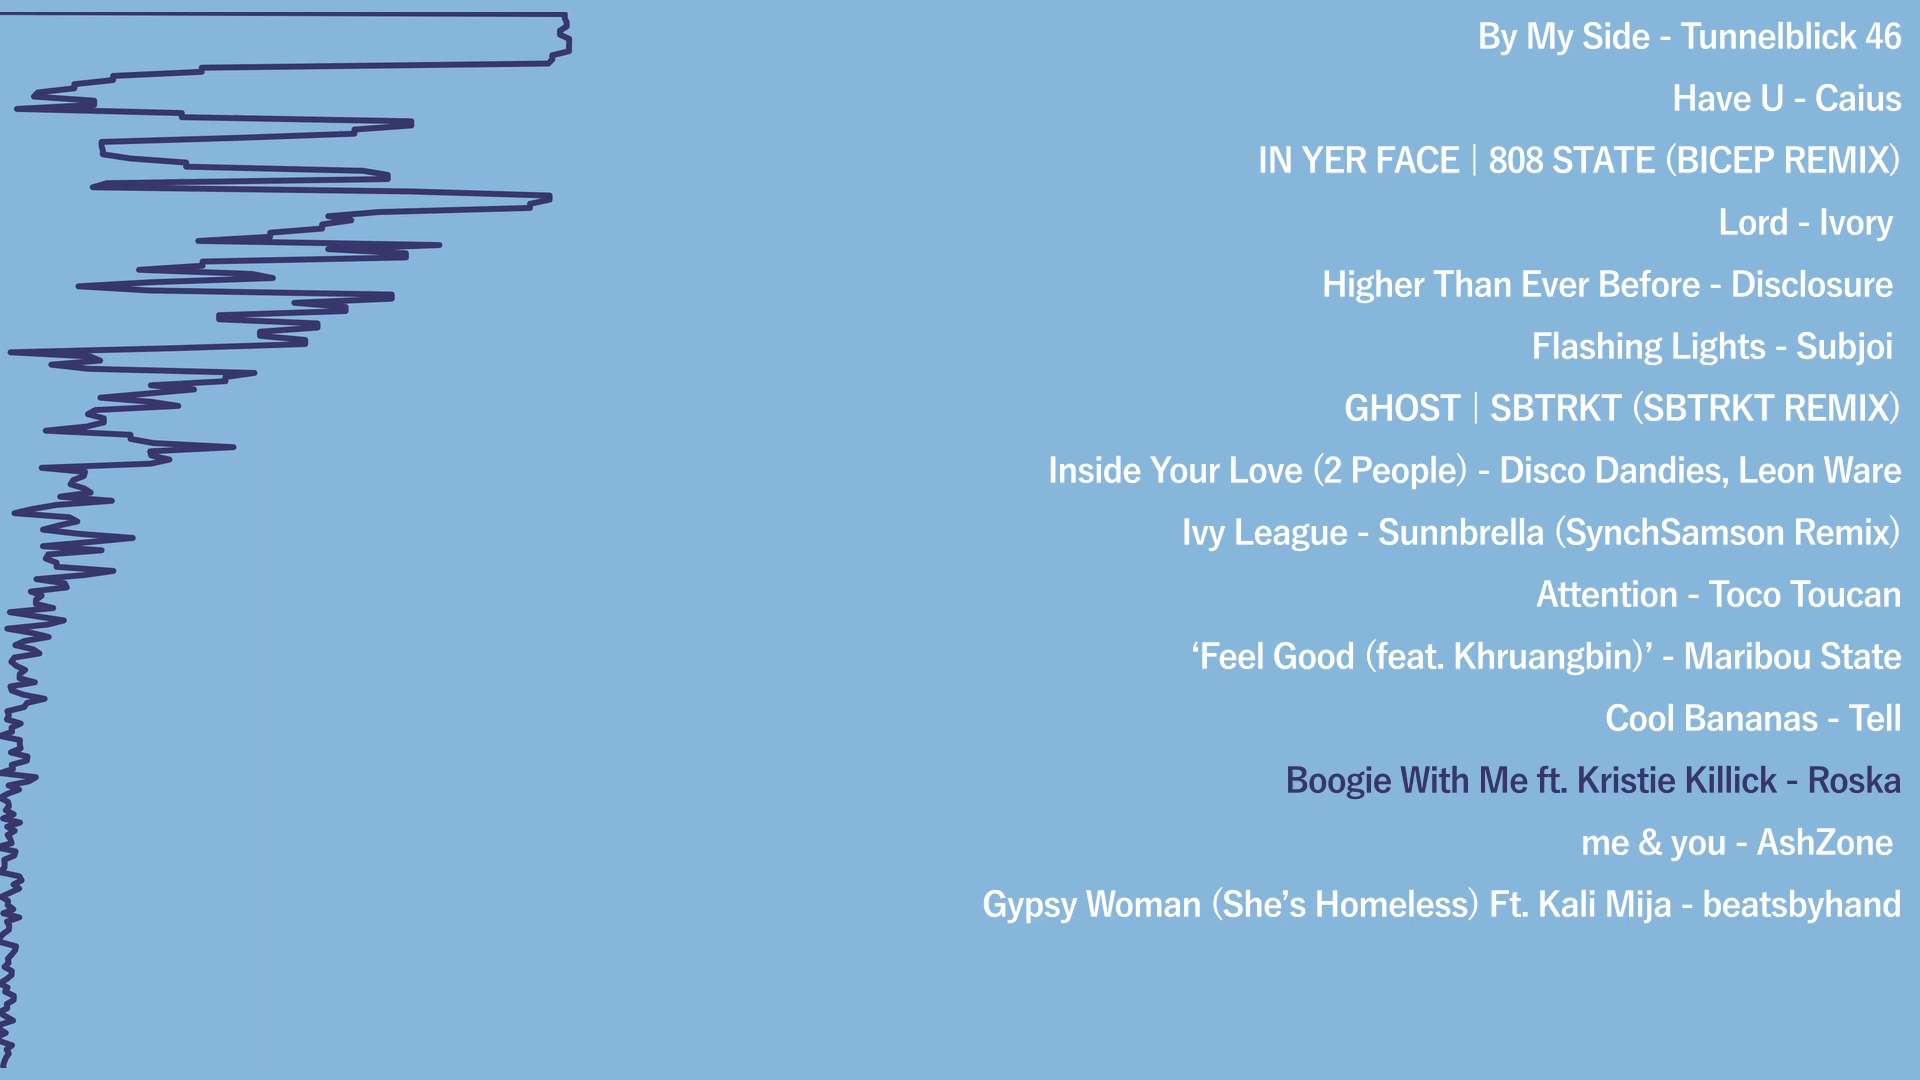 By My Side - Tunnelblick 46
Have U - Caius
IN YER FACE | 808 STATE (BICEP REMIX)
Lord - Ivory
Higher Than Ever Before - Disclosure
Flashing Lights - Subjoi
GHOST | SBTRKT (SBTRKT REMIX)
Inside Your Love (2 People) - Disco Dandies, Leon Ware
Ivy League - Sunnbrella (SynchSamson Remix)
Attention - Toco Toucan
‘Feel Good (feat. Khruangbin)’ - Maribou State
Cool Bananas - Tell
Boogie With Me ft. Kristie Killick - Roska
me & you - AshZone
Gypsy Woman (She’s Homeless) Ft. Kali Mija - beatsbyhand